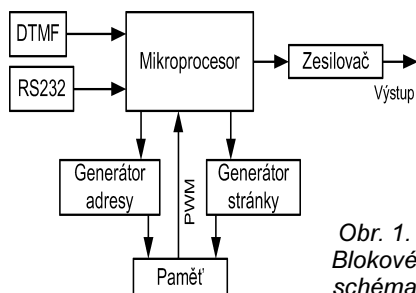 DTMF
RS232
Mikroprocesor
Zesilovač
Výstup
Generátor
adresy
PWM
Generátor
stránky
Paměť
Obr. 1.
Blokové
schéma